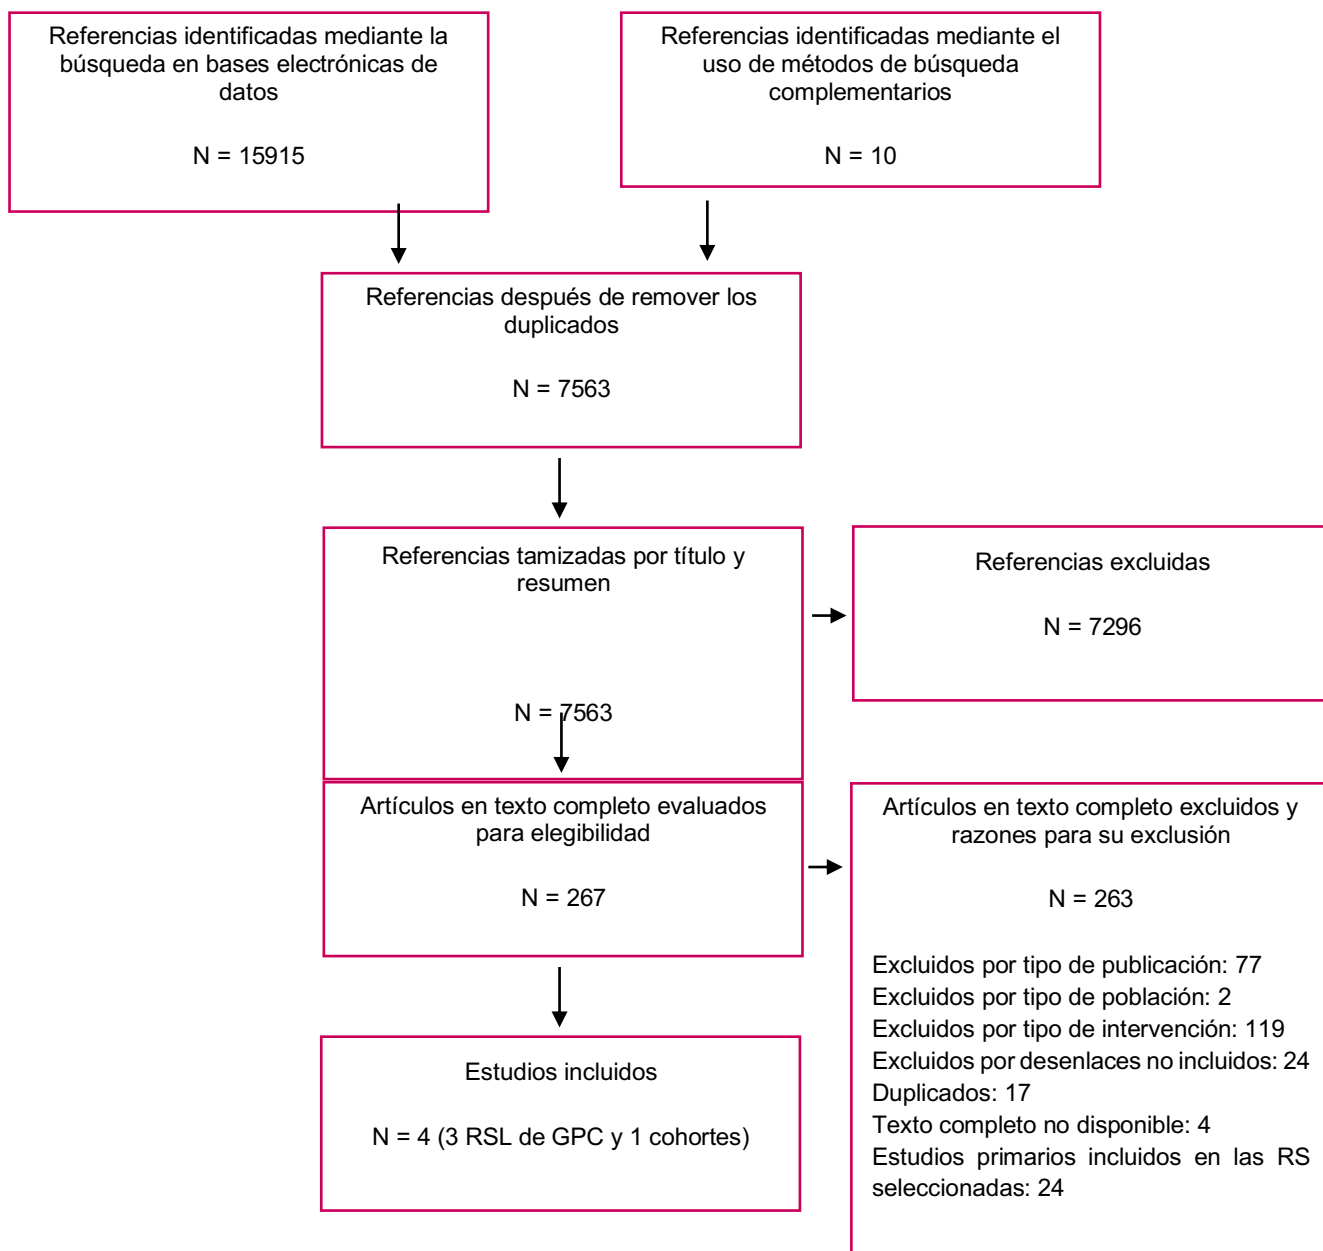 Referencias identificadas mediante la
búsqueda en bases electrónicas de
datos
N = 15915
Referencias identificadas mediante el
uso de métodos de búsqueda
complementarios
N = 10
Referencias después de remover los
duplicados
N = 7563
Referencias tamizadas por título y
resumen
N = 7563
Referencias excluidas
N = 7296
Artículos en texto completo evaluados
para elegibilidad
N = 267
Artículos en texto completo excluidos y
razones para su exclusión
N = 263
Excluidos por tipo de publicación: 77
Excluidos por tipo de población: 2
Excluidos por tipo de intervención: 119
Excluidos por desenlaces no incluidos: 24
Duplicados: 17
Texto completo no disponible: 4
Estudios primarios incluidos en las RS
seleccionadas: 24
Estudios incluidos
N = 4 (3 RSL de GPC y 1 cohortes)